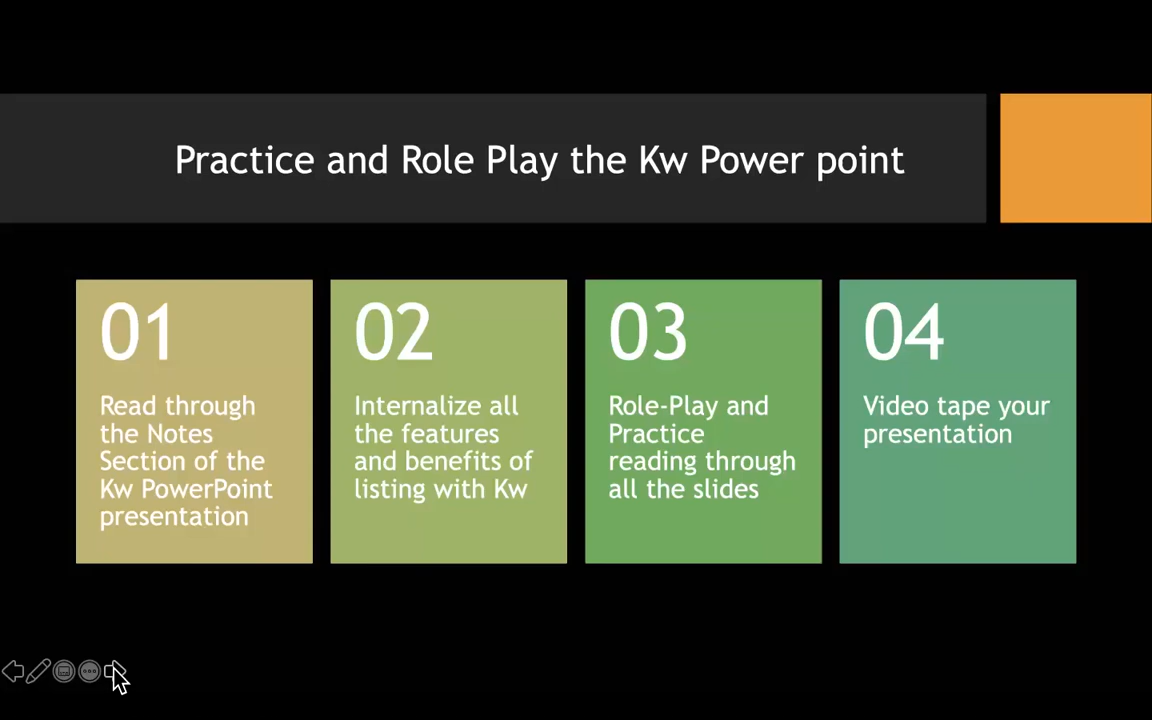 Practice and Role Play the Kw Power point
01
Read through
the Notes
Section of the
Kw PowerPoint
presentation
02
Internalize all
the features
and benefits of
listing with Kw
03
Role-Play and
Practice
reading through
all the slides
04
Video tape your
presentation